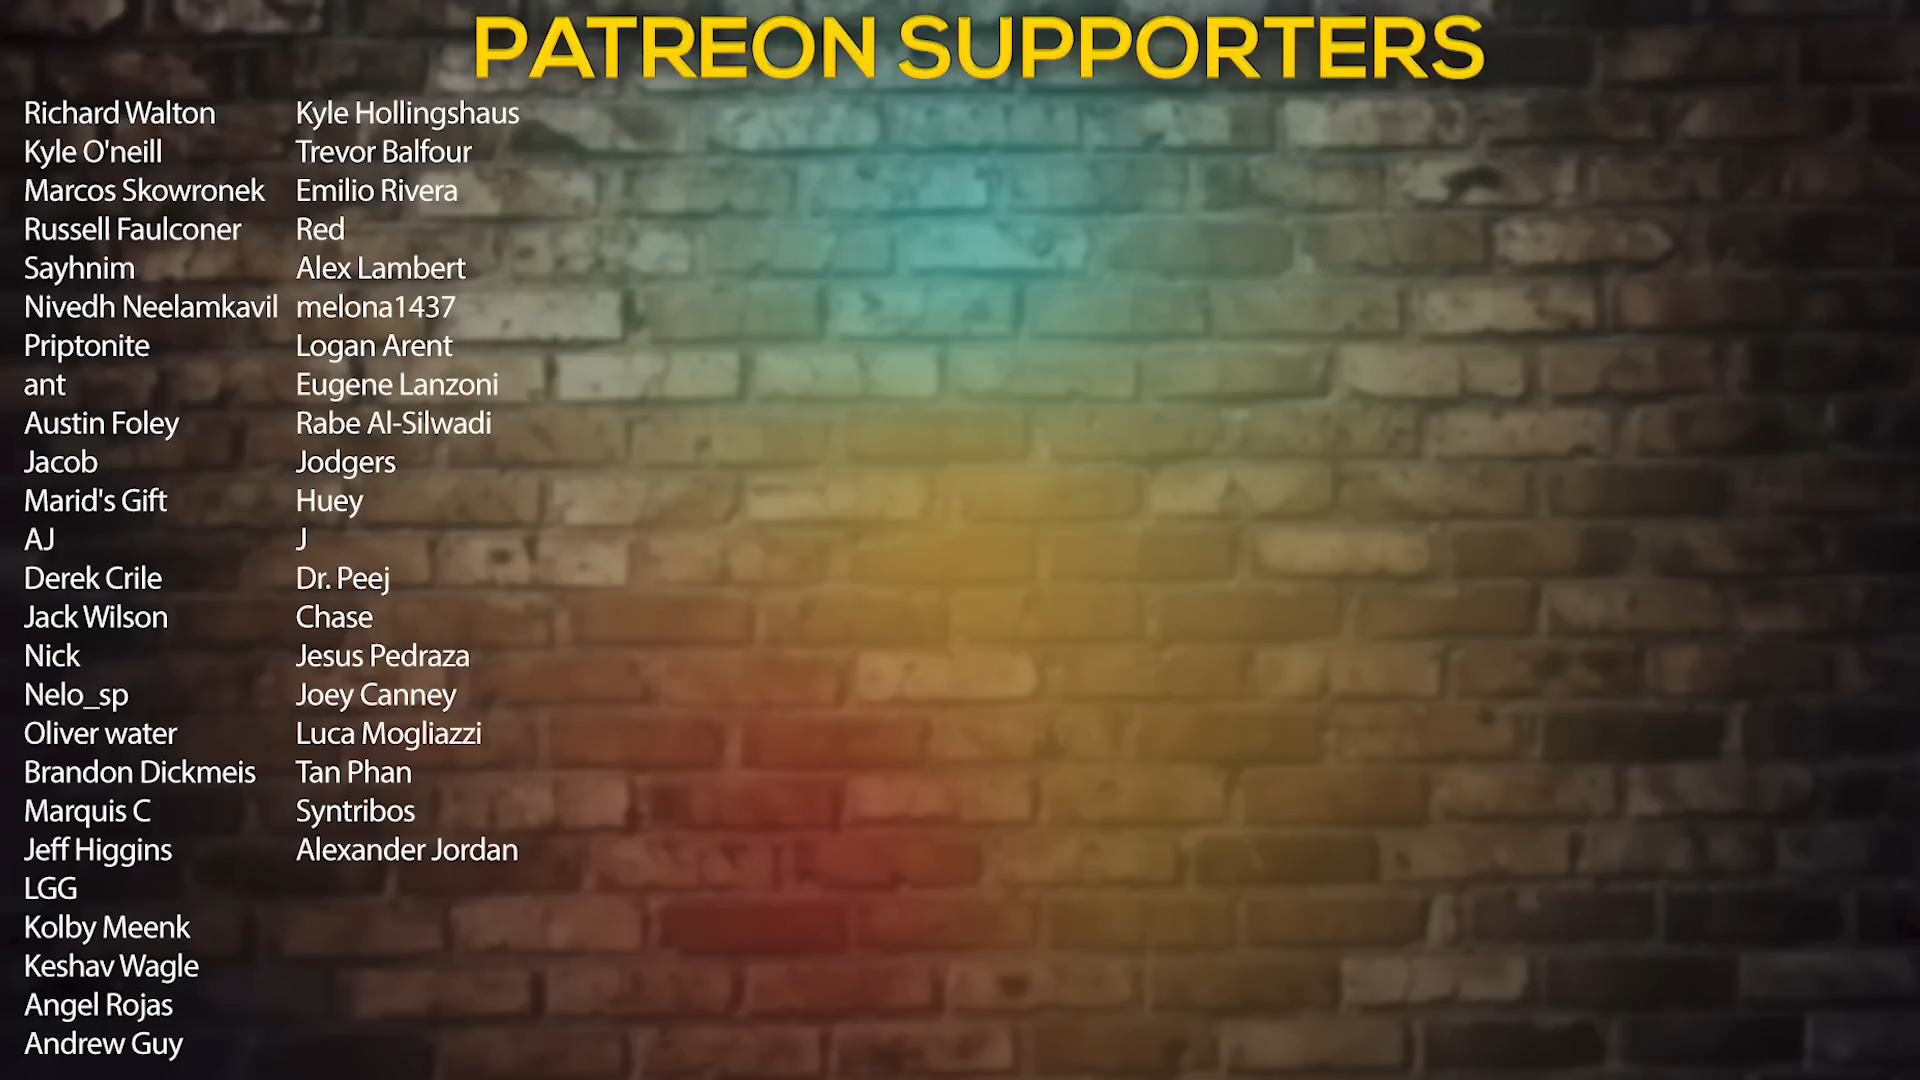 PATREON SUPPORTERS
Richard Walton
Kyle O'neill
Marcos Skowronek
Russell Faulconer
Sayhnim
Nivedh Neelamkavil
Priptonite
ant
Austin Foley
Jacob
Marid's Gift
AJ
Derek Crile
Jack Wilson
Nick
Nelo_sp
Oliver water
Brandon Dickmeis
Marquis C
Jeff Higgins
LGG
Kolby Meenk
Keshav Wagle
Angel Rojas
Andrew Guy
Kyle Hollingshaus
Trevor Balfour
Emilio Rivera
Red
Alex Lambert
melona1437
Logan Arent
Eugene Lanzoni
Rabe Al-Silwadi
Jodgers
Huey
J
Dr. Peej
Chase
Jesus Pedraza
Joey Canney
Luca Mogliazzi
Tan Phan
Syntribos
Alexander Jordan